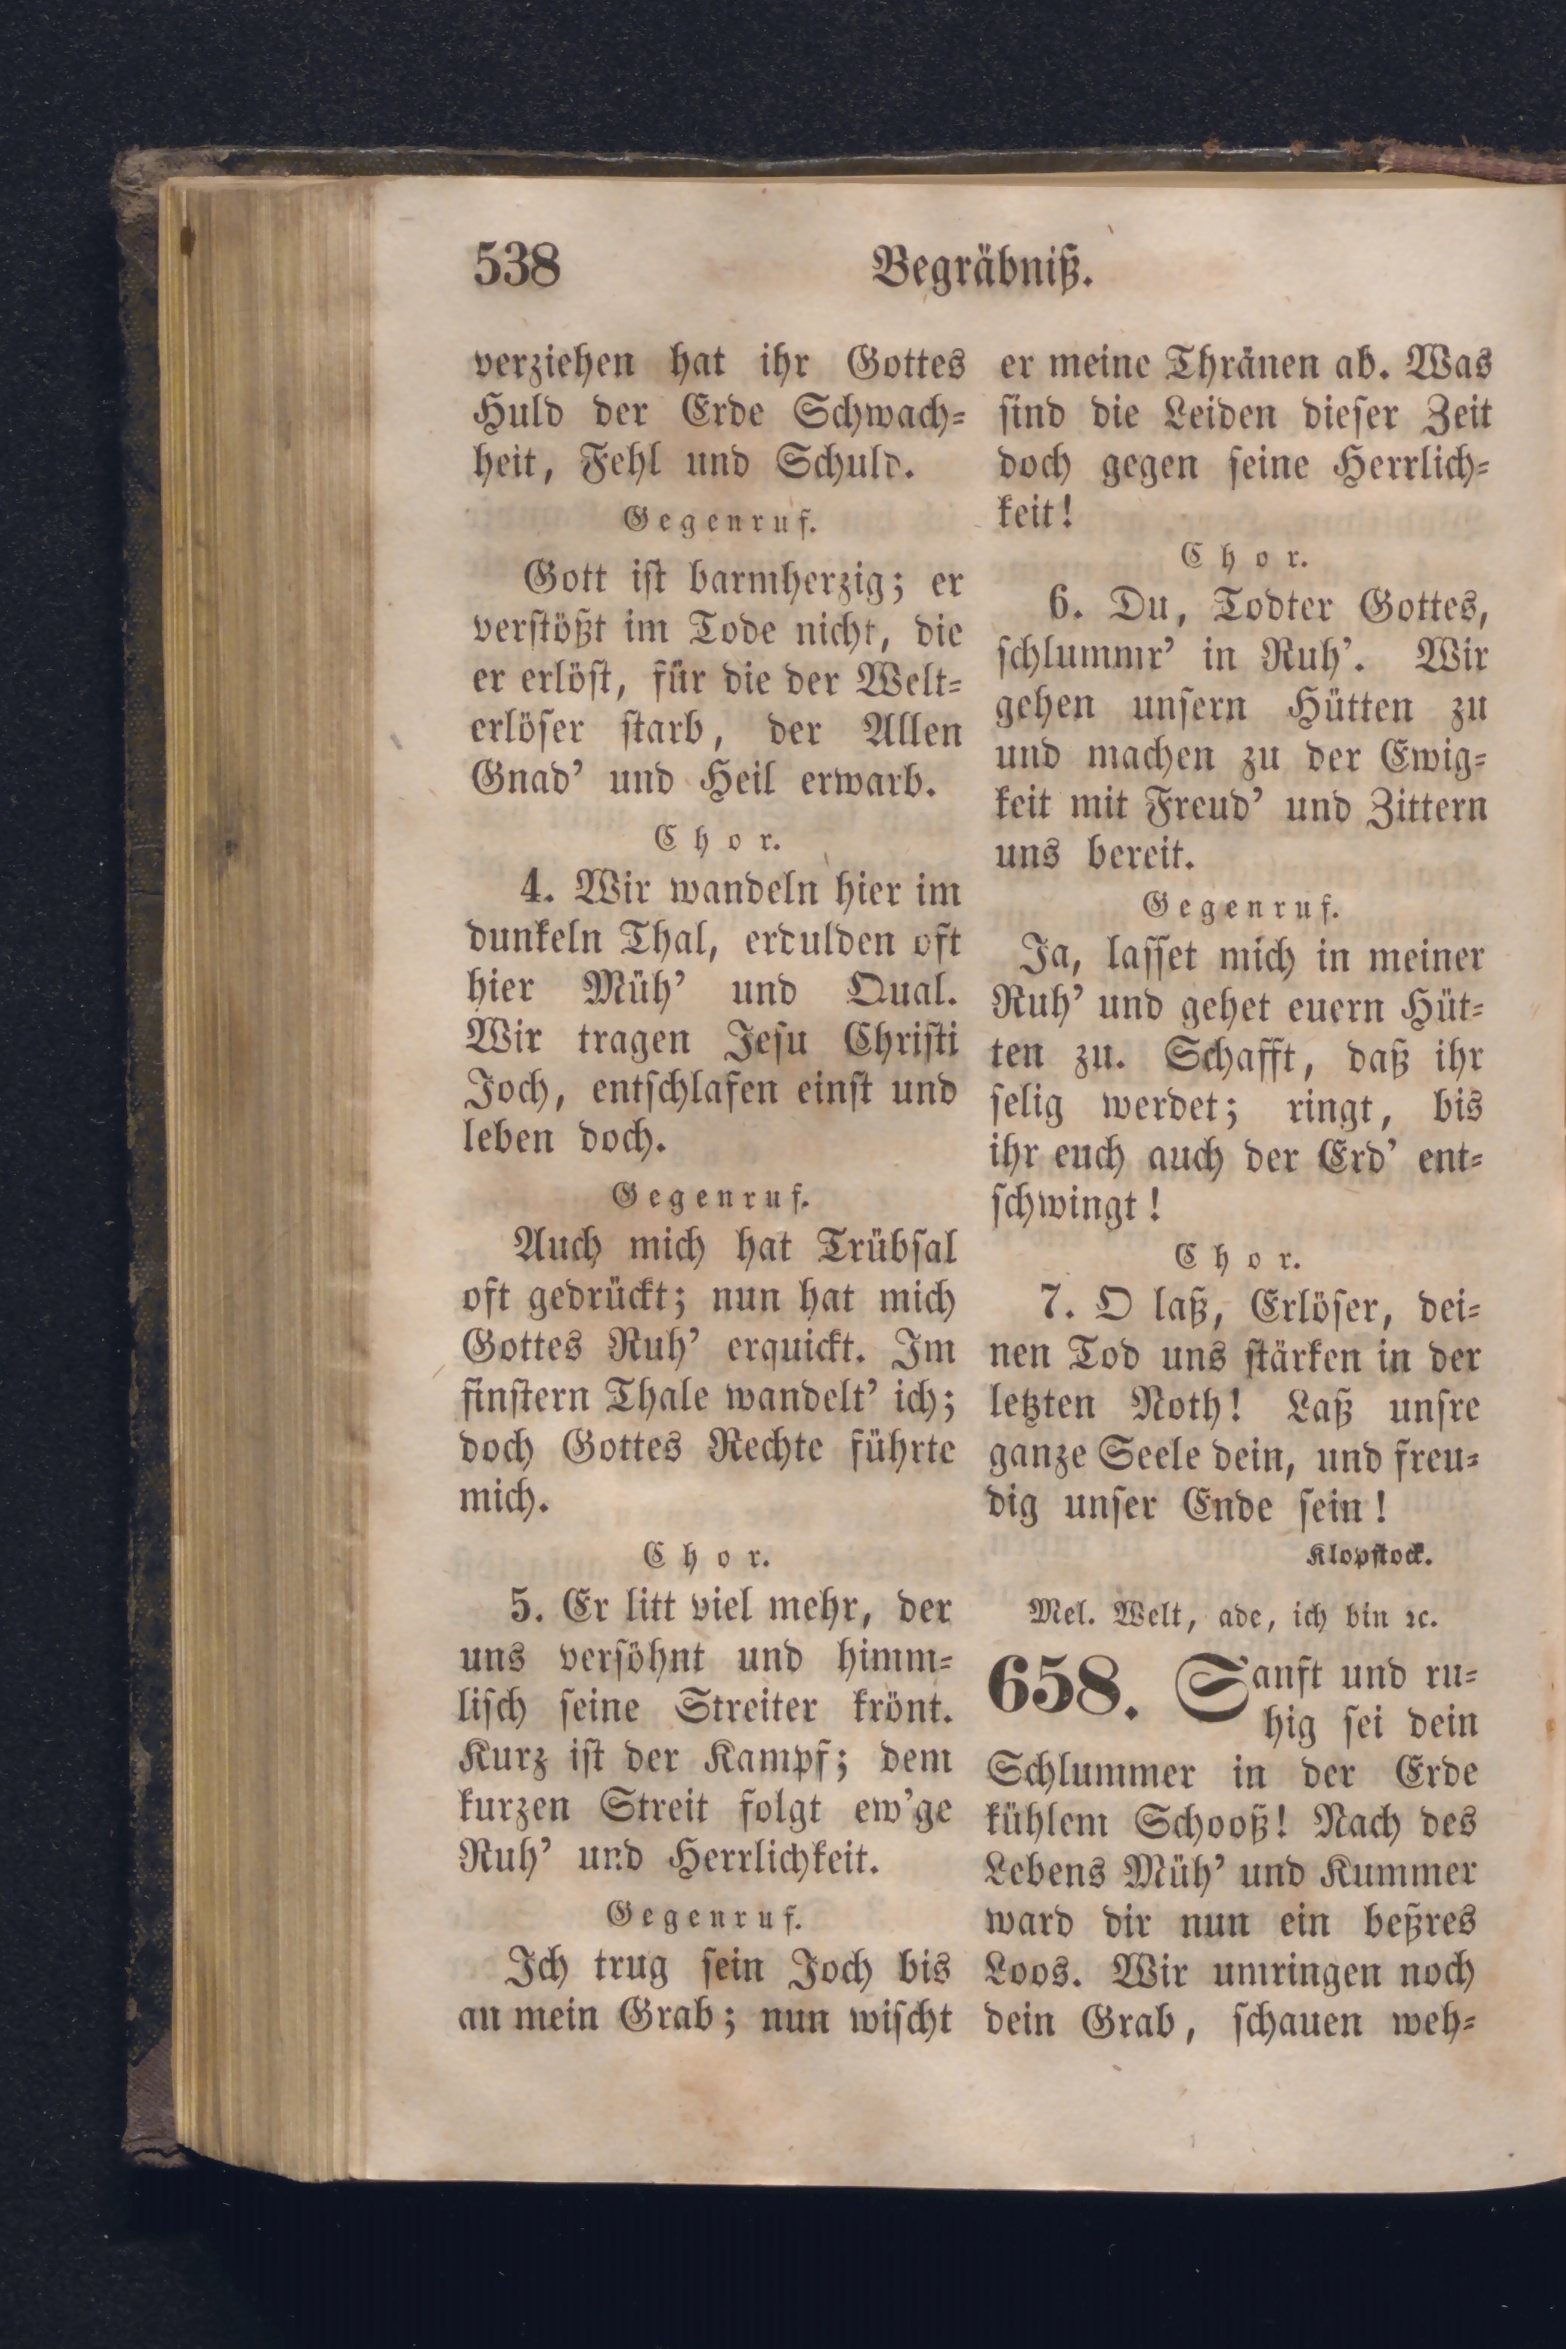 538
Begräbniß.
verziehen hat ihr Gottes
Huld der Erde Schwach-
heit, Fehl und Schuld.
Gegenruf.
Gott ist barmherzig; er
verstößt im Tode nicht, die
er erlöst, für die der Welt-
erlöser starb, der Allen
Gnad’ und Heil erwarb.
Chor.
4. Wir wandeln hier im
dunkeln Thal, erdulden oft
hier Müh’ und Qual.
Wir tragen Jesu Christi
Joch, entschlafen einst und
leben doch.
Gegenruf.
Auch mich hat Trübsal
oft gedrückt; nun hat mich
Gottes Ruh’ erquickt. Im
finstern Thale wandelt’ ich;
doch Gottes Rechte führte
mich.
Chor.
5. Er litt viel mehr, der
uns versöhnt und himm-
lisch seine Streiter krönt.
Kurz ist der Kampf; dem
kurzen Streit folgt ew’ge
Ruh’ und Herrlichkeit.
Gegenruf.
Ich trug sein Joch bis
an mein Grab; nun wischt
er meine Thränen ab. Was
sind die Leiden dieser Zeit
doch gegen seine Herrlich-
keit!
Chor.
6. Du, Todter Gottes,
schlummr’ in Ruh’. Wir
gehen unsern Hütten zu
und machen zu der Ewig-
keit mit Freud’ und Zittern
uns bereit.
Gegenruf.
Ja, lasset mich in meiner
Ruh’ und gehet euern Hüt-
ten zu. Schafft, daß ihr
selig werdet; ringt, bis
ihr euch auch der Erd’ ent-
schwingt!
Chor.
7. O laß, Erlöser, dei-
nen Tod uns stärken in der
letzten Noth! Laß unsre
ganze Seele dein, und freu-
dig unser Ende sein!
Klopstock.
Mel. Welt, ade, ich bin ꝛc.
658. Sanft und ru-
hig sei dein
Schlummer in der Erde
kühlem Schooß! Nach des
Lebens Müh’ und Kummer
ward dir nun ein beßres
Loos. Wir umringen noch
dein Grab, schauen weh-